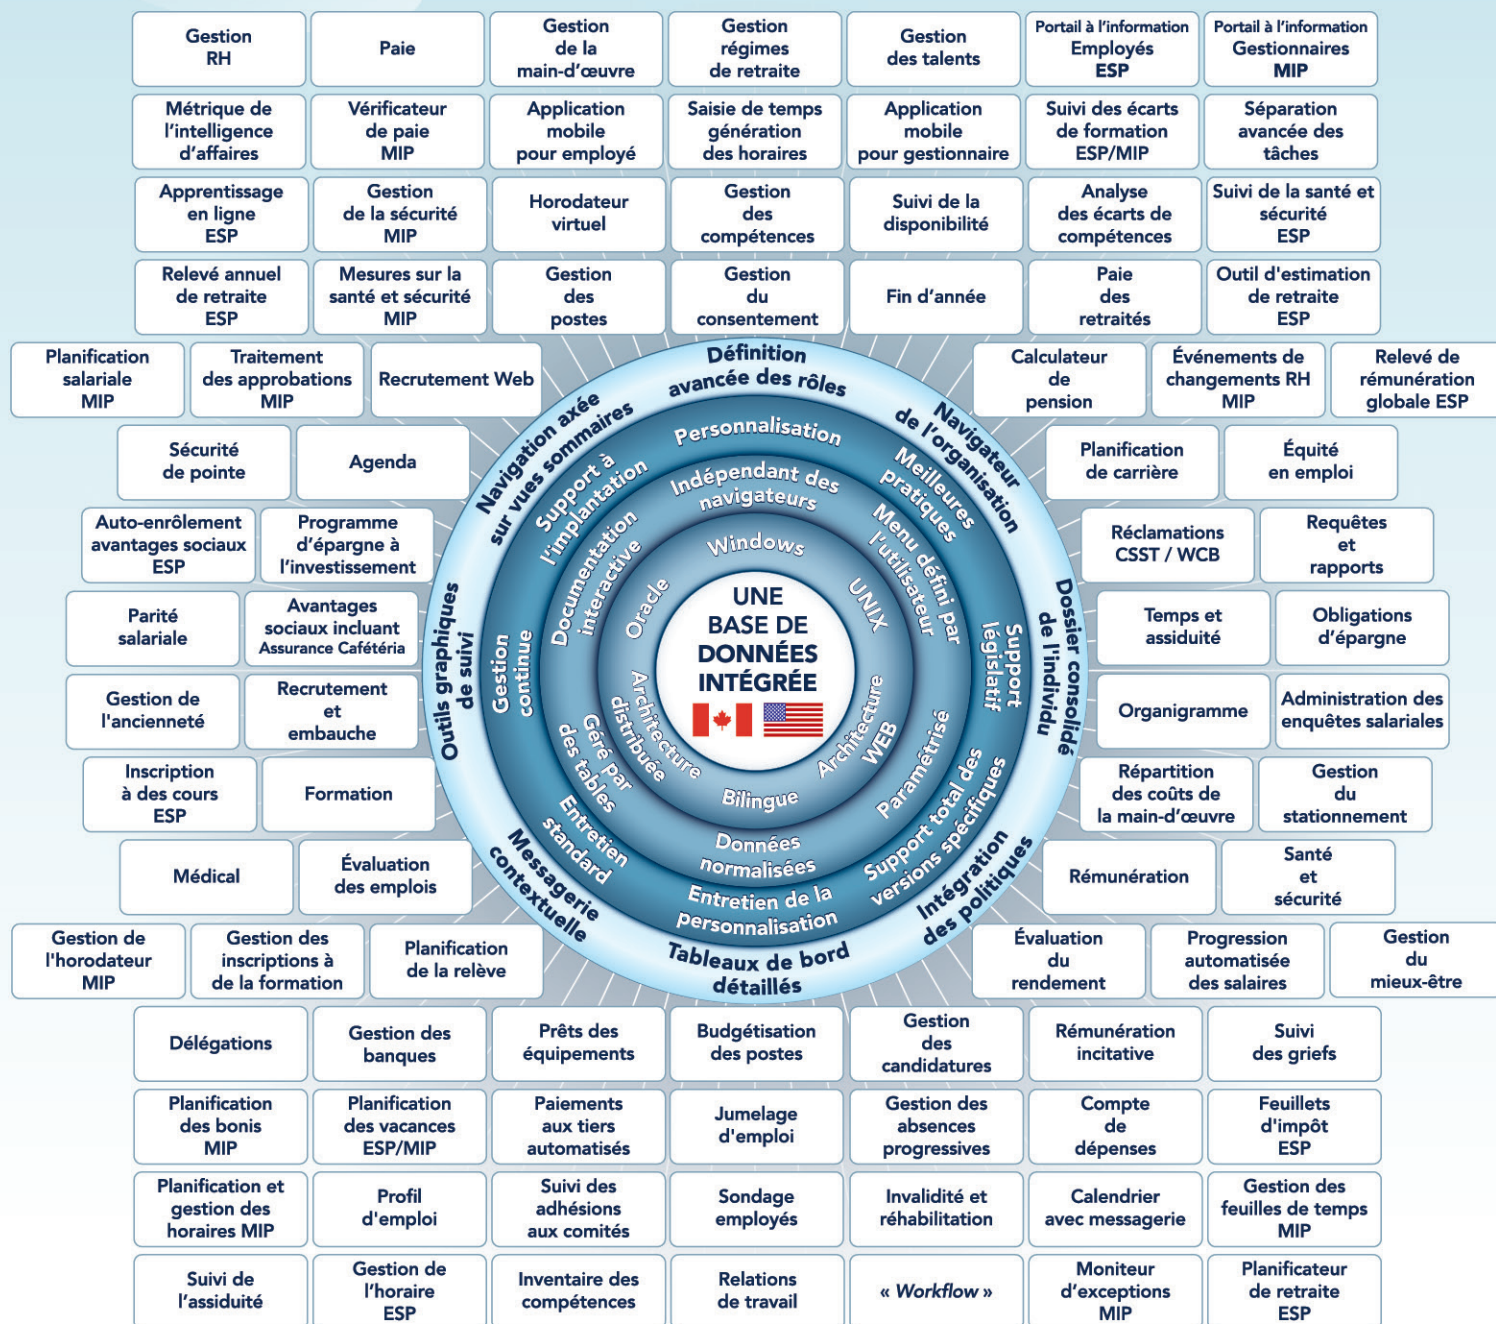 Gestion
RH
Paie
Gestion
de la
main-d’œuvre
Gestion
régimes
de retraite
Gestion
des talents
Portail à l’information
Employés
ESP
Portail à l’information
Gestionnaires
MIP
Métrique de
l’intelligence
d’affaires
Vérificateur
de paie
MIP
Application
mobile
pour employé
Saisie de temps
génération
des horaires
Application
mobile
pour gestionnaire
Suivi des écarts
de formation
ESP/MIP
Séparation
avancée des
tâches
Apprentissage
en ligne
ESP
Gestion
de la sécurité
MIP
Horodateur
virtuel
Gestion
des
compétences
Suivi de la
disponibilité
Analyse
des écarts de
compétences
Suivi de la santé et
sécurité
ESP
Relevé annuel
de retraite
ESP
Mesures sur la
santé et sécurité
MIP
Gestion
des
postes
Gestion
du
consentement
Fin d’année
Paie
des
retraités
Outil d'estimation
de retraite
ESP
Planification
salariale
MIP
Traitement
des approbations
MIP
Recrutement Web
Calculateur
de
pension
Événements de
changements RH
MIP
Relevé de
rémunération
globale ESP
Sécurité
de pointe
Agenda
Planification
de carrière
Équité
en emploi
Auto-enrôlement
avantages sociaux
ESP
Programme
d’épargne à
l’investissement
Réclamations
CSST / WCB
Requêtes
et
rapports
Parité
salariale
Avantages
sociaux incluant
Assurance Cafétéria
Temps et
assiduité
Obligations
d’épargne
Gestion de
l'ancienneté
Recrutement
et
embauche
Organigramme
Administration des
enquêtes salariales
Inscription
à des cours
ESP
Formation
Répartition
des coûts de
la main-d’œuvre
Gestion
du
stationnement
Médical
Évaluation
des emplois
Rémunération
Santé
et
sécurité
Gestion de
l'horodateur
MIP
Gestion des
inscriptions à
de la formation
Planification
de la relève
Évaluation
du
rendement
Progression
automatisée
des salaires
Gestion
du
mieux-être
Définition
avancée des rôles
Navigateur
de l’organisation
Dossier consolidé
de l'individu
Intégration
des politiques
Tableaux de bord
détaillés
Messagerie
contextuelle
Outils graphiques
de suivi
Navigation axée
sur vues sommaires
Personnalisation
Meilleures
pratiques
Support
législatif
Support total des
versions spécifiques
Entretien de la
personnalisation
Entretien
standard
Gestion
continue
Support à
l’implantation
Indépendant des
navigateurs
Menu défini par
l’utilisateur
Paramétrisé
Données
normalisées
Géré par
des tables
Documentation
interactive
Windows
UNIX
Architecture
WEB
Bilingue
Architecture
distribuée
Oracle
UNE
BASE DE
DONNÉES
INTÉGRÉE
Délégations
Gestion des
banques
Prêts des
équipements
Budgétisation
des postes
Gestion
des
candidatures
Rémunération
incitative
Suivi
des griefs
Planification
des bonis
MIP
Planification
des vacances
ESP/MIP
Paiements
aux tiers
automatisés
Jumelage
d'emploi
Gestion des
absences
progressives
Compte
de
dépenses
Feuillets
d'impôt
ESP
Planification et
gestion des
horaires MIP
Profil
d'emploi
Suivi des
adhésions
aux comités
Sondage
employés
Invalidité et
réhabilitation
Calendrier
avec messagerie
Gestion des
feuilles de temps
MIP
Suivi de
l’assiduité
Gestion de
l’horaire
ESP
Inventaire des
compétences
Relations
de travail
« Workflow »
Moniteur
d’exceptions
MIP
Planificateur
de retraite
ESP